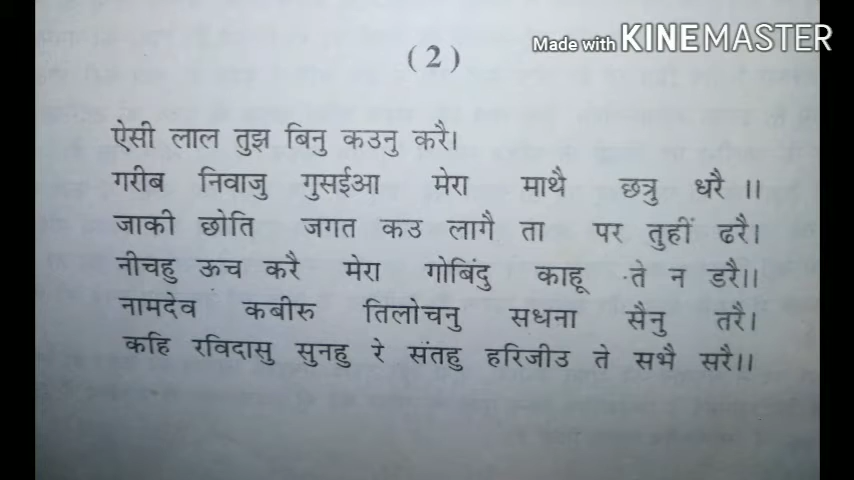 Made with KINEMASTER
(2)
ऐसी लाल तुझ बिनु कउनु करै।
गरीब निवाजु गुसईआ मेरा माथै छत्रु धरै ॥
जाकी छोति जगत कउ लागै ता पर तुहीं ढरै।
नीचहु ऊच करै मेरा गोबिंदु काहू ते न डरै॥
नामदेव कबीरु तिलोचनु सधना सैनु तरै।
कहि रविदासु सुनहु रे संतहु हरिजीउ ते सभै सरै॥